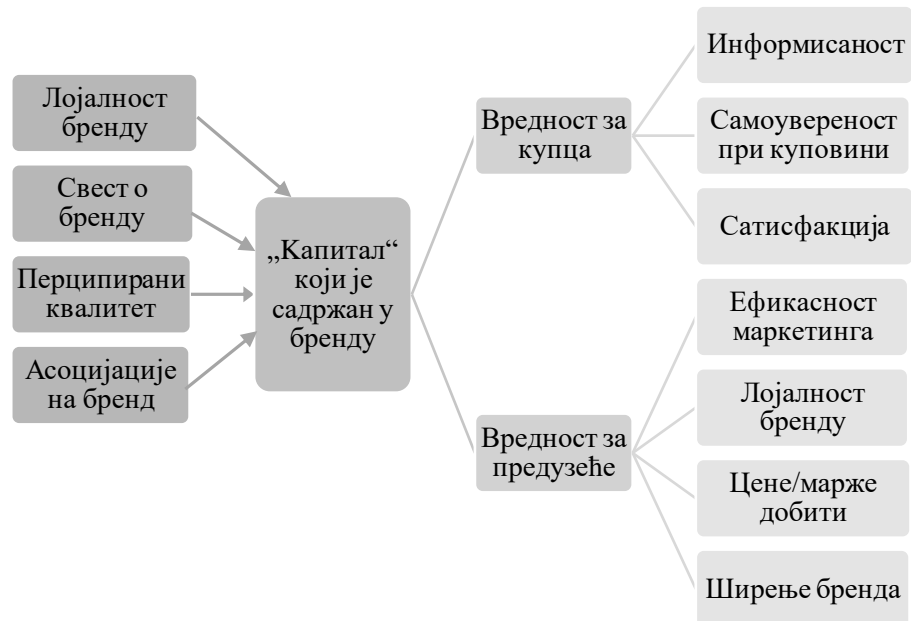 Лојалност
бренду
Свест о
бренду
Перципирани
квалитет
Асоцијације
на бренд
„Капитал“
који је
садржан у
бренду
Вредност за
купца
Вредност за
предузеће
Информисаност
Самоувереност
при куповини
Сатисфакција
Ефикасност
маркетинга
Лојалност
бренду
Цене/марже
добити
Ширење бренда